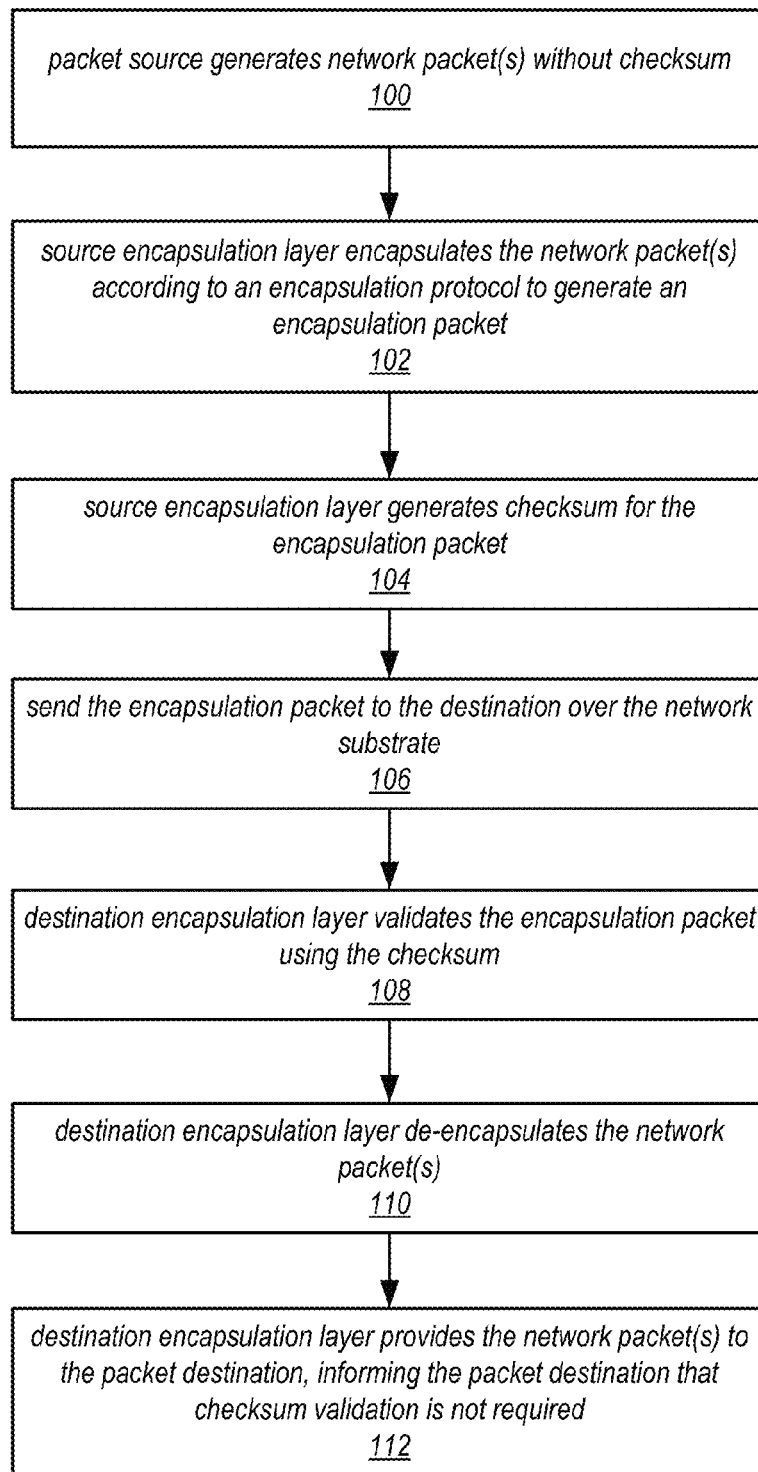 packet source generates network packet(s) without checksum
100
source encapsulation layer encapsulates the network packet(s)
according to an encapsulation protocol to generate an
encapsulation packet
102
source encapsulation layer generates checksum for the
encapsulation packet
104
send the encapsulation packet to the destination over the network
substrate
106
destination encapsulation layer validates the encapsulation packet
using the checksum
108
destination encapsulation layer de-encapsulates the network
packet(s)
110
destination encapsulation layer provides the network packet(s) to
the packet destination, informing the packet destination that
checksum validation is not required
112